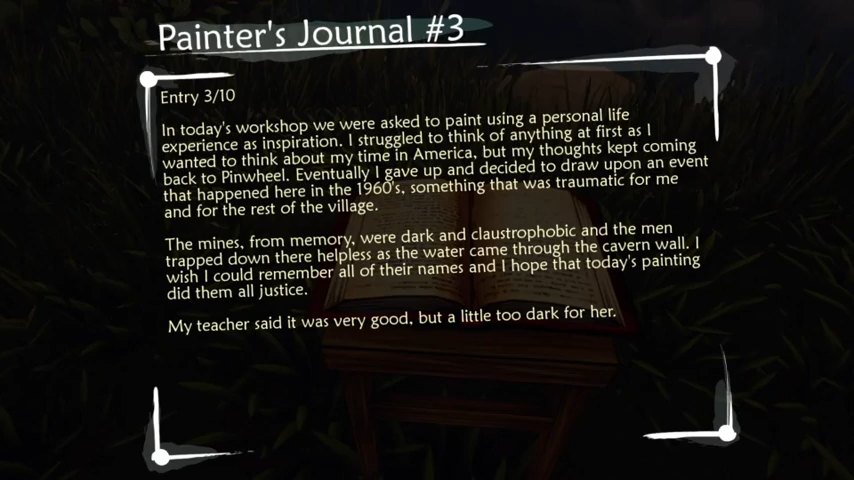 Painter's Journal #3
Entry 3/10
In today's workshop we were asked to paint using a personal life
experience as inspiration. I struggled to think of anything at first as I
wanted to think about my time in America, but my thoughts kept coming
back to Pinwheel. Eventually I gave up and decided to draw upon an event
that happened here in the 1960's, something that was traumatic for me
and for the rest of the village.
The mines, from memory, were dark and claustrophobic and the men
trapped down there helpless as the water came through the cavern wall. I
wish I could remember all of their names and I hope that today's painting
did them all justice.
My teacher said it was very good, but a little too dark for her.